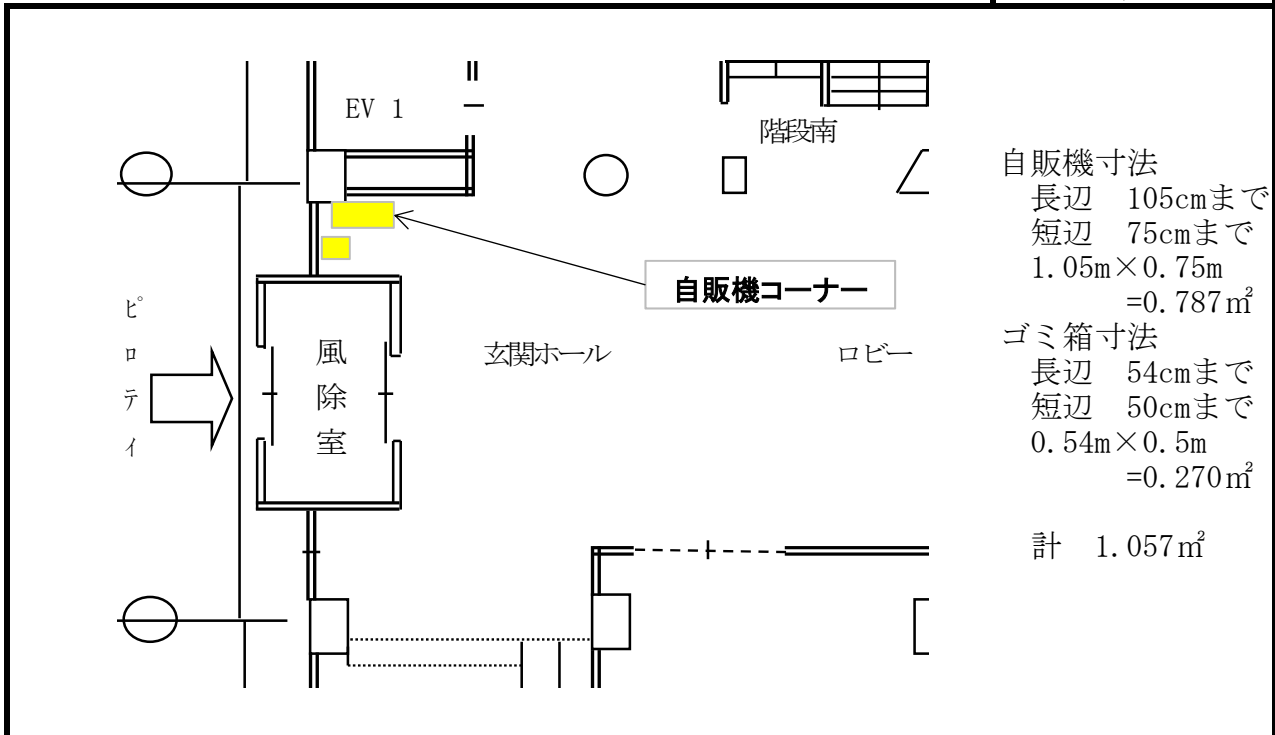 EV 1
階段南
自販機コーナー
ピロテイ
風除室
玄関ホール
ロビー
自販機寸法
長辺 105cmまで
短辺 75cmまで
1.05m×0.75m
=0.787㎡
ゴミ箱寸法
長辺 54cmまで
短辺 50cmまで
0.54m×0.5m
=0.270㎡
計 1.057㎡